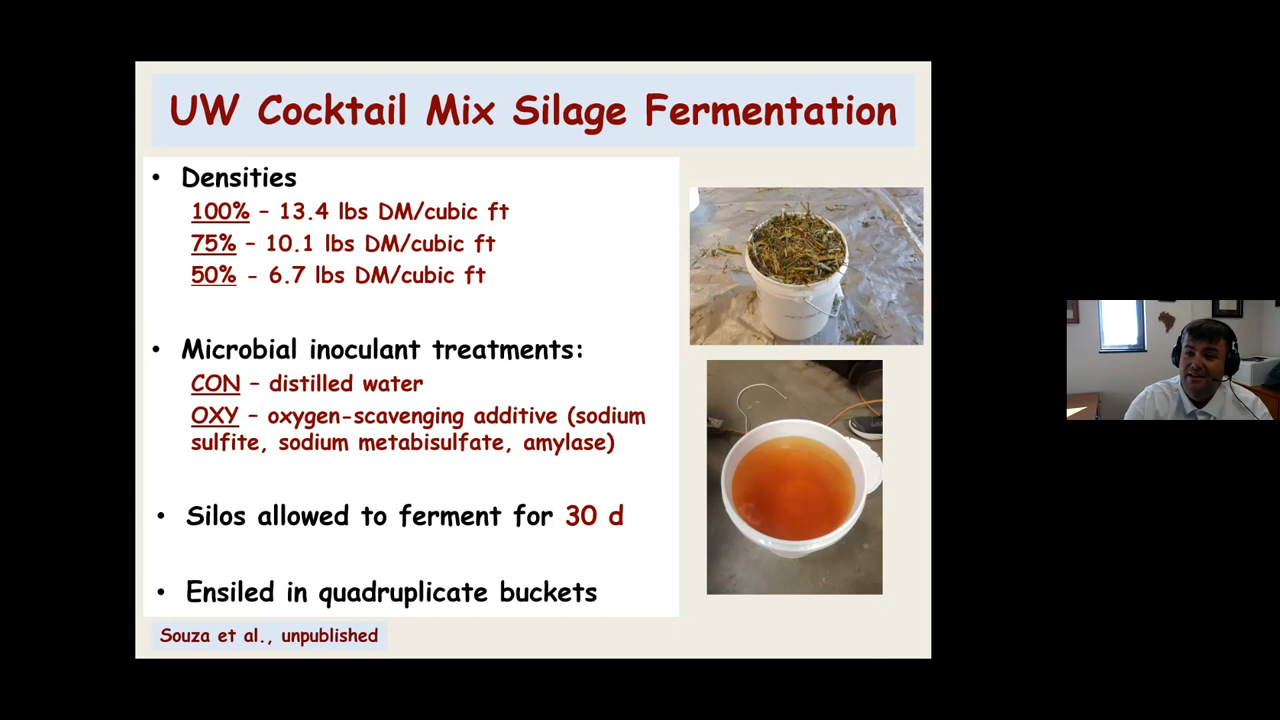 UW Cocktail Mix Silage Fermentation
• Densities
100% – 13.4 lbs DM/cubic ft
75% – 10.1 lbs DM/cubic ft
50% – 6.7 lbs DM/cubic ft
• Microbial inoculant treatments:
CON – distilled water
OXY – oxygen-scavenging additive (sodium
sulfite, sodium metabisulfate, amylase)
• Silos allowed to ferment for 30 d
• Ensiled in quadruplicate buckets
Souza et al., unpublished